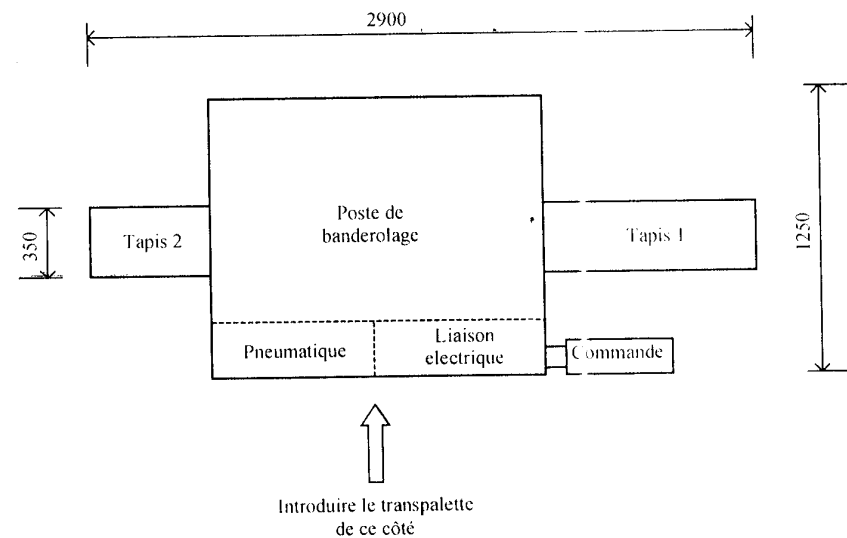 2900
Poste de
banderolage
Tapis 2
Tapis 1
350
1250
Pneumatique
Liaison
electrique
Commande
Introduire le transpalette
de ce côté